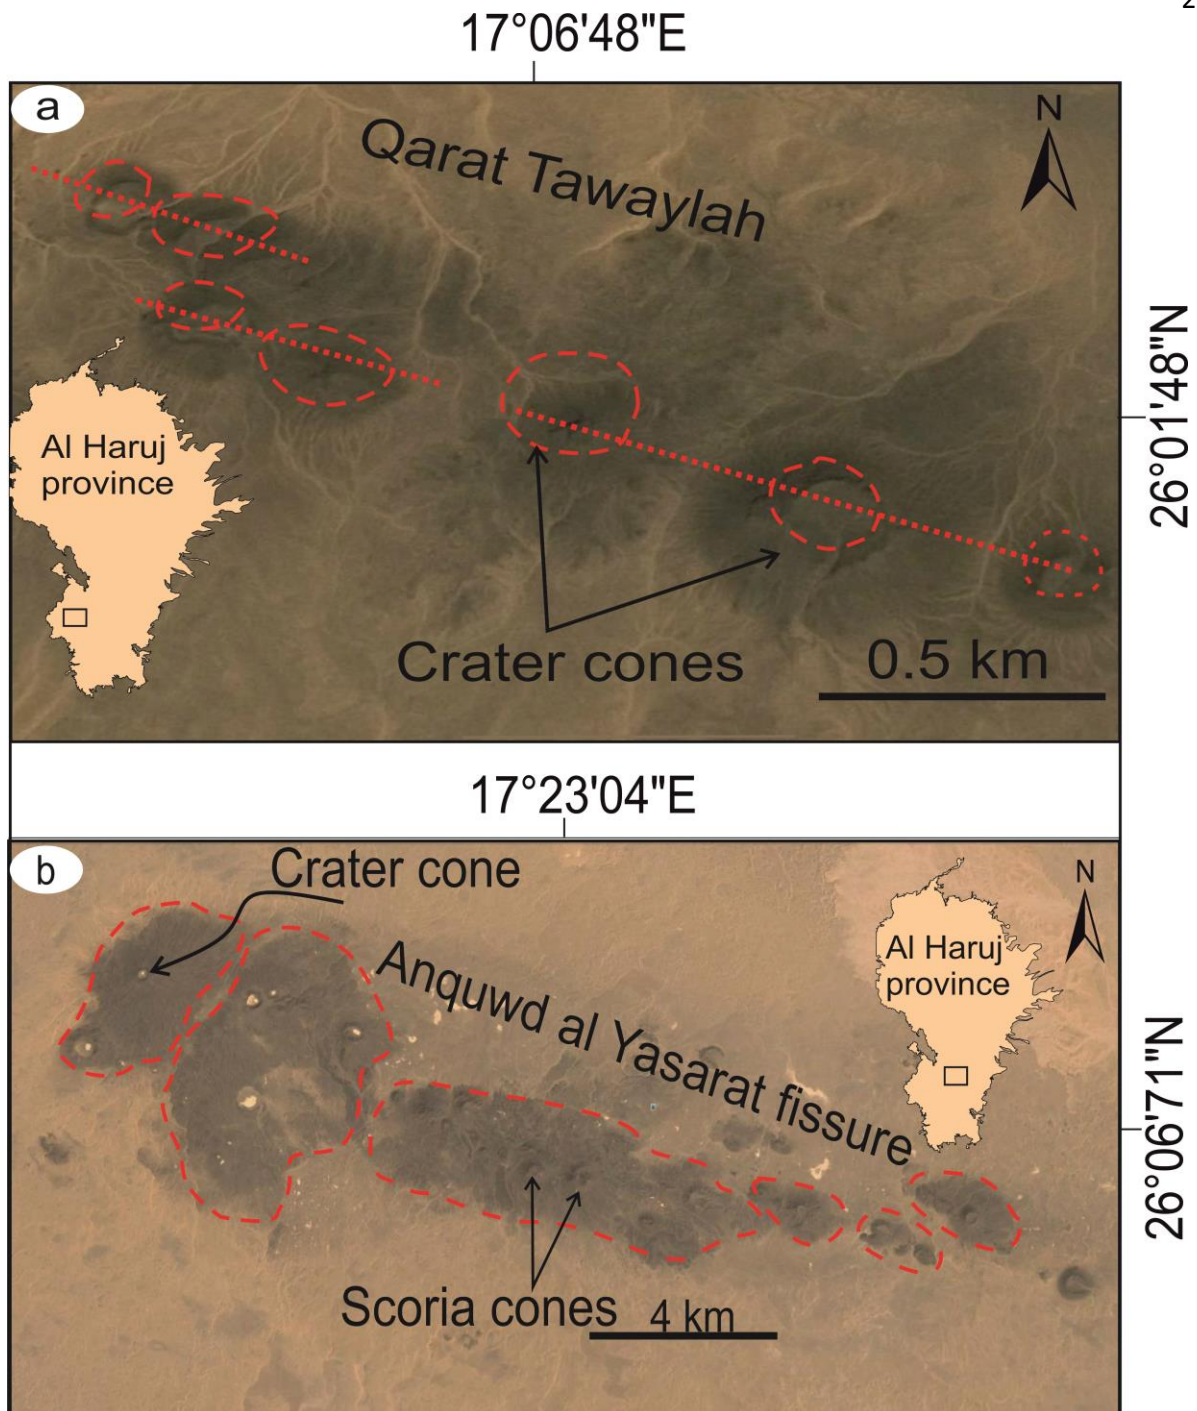 2
17°06'48"E
a
N
Qarat Tawaylah
26°01'48"N
Al Haruj
province
Crater cones
0.5 km
17°23'04"E
b
Crater cone
N
Al Haruj
province
Anquwd al Yasarat fissure
26°06'71"N
Scoria cones
4 km